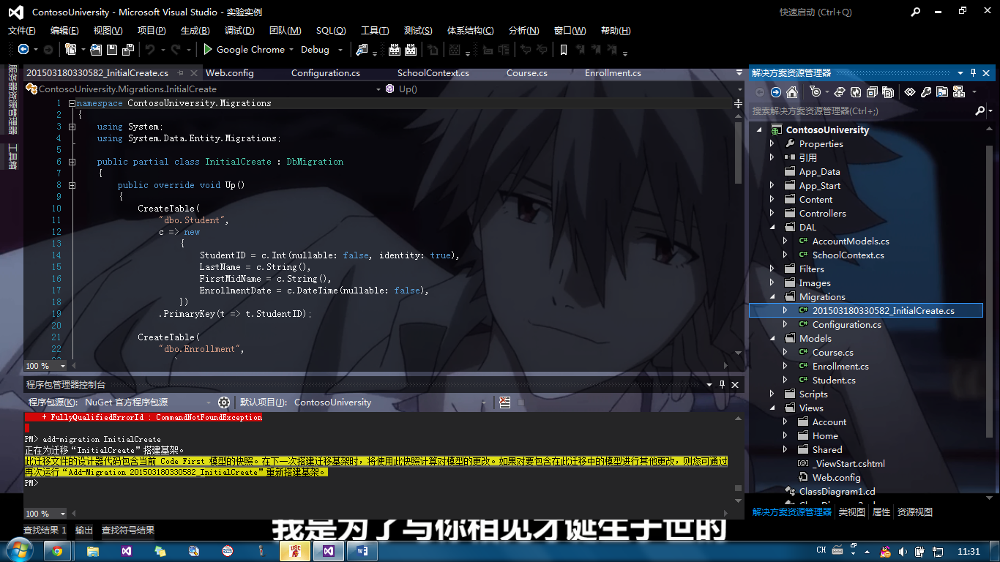 ContosoUniversity - Microsoft Visual Studio - 实验实例
快速启动 (Ctrl+Q)
文件(F) 编辑(E) 视图(V) 项目(P) 生成(B) 调试(D) 团队(M) SQL(Q) 工具(T) 测试(S) 体系结构(C) 分析(N) 窗口(W) 帮助(H)
Google Chrome Debug
服务器资源管理器
工具箱
201503180330582_InitialCreate.cs Web.config Configuration.cs SchoolContext.cs Course.cs Enrollment.cs
ContosoUniversity.Migrations.InitialCreate Up()
1 namespace ContosoUniversity.Migrations
2 {
3 using System;
4 using System.Data.Entity.Migrations;
5
6 public partial class InitialCreate : DbMigration
7 {
8 public override void Up()
9 {
10 CreateTable(
11 "dbo.Student",
12 c => new
13 {
14 StudentID = c.Int(nullable: false, identity: true),
15 LastName = c.String(),
16 FirstMidName = c.String(),
17 EnrollmentDate = c.DateTime(nullable: false),
18 })
19 .PrimaryKey(t => t.StudentID);
20
21 CreateTable(
22 "dbo.Enrollment",
100 %
程序包管理器控制台
程序包源(K): NuGet 官方程序包源 默认项目(J): ContosoUniversity
+ FullyQualifiedErrorId : CommandNotFoundException
PM> add-migration InitialCreate
正在为迁移“InitialCreate”搭建基架。
此迁移文件的设计器代码包含当前 Code First 模型的快照。在下一次搭建迁移基架时，将使用此快照计算对模型的更改。如果对要包含在此迁移中的模型进行其他更改，则您可通过
再次运行“Add-Migration 201503180330582_InitialCreate”重新搭建基架。
PM>
100 %
查找结果 1 输出 查找符号结果
我是为了与你相见才诞生于世的
解决方案资源管理器
搜索解决方案资源管理器(Ctrl+;)
ContosoUniversity
Properties
引用
App_Data
App_Start
Content
Controllers
DAL
AccountModels.cs
SchoolContext.cs
Filters
Images
Migrations
201503180330582_InitialCreate.cs
Configuration.cs
Models
Course.cs
Enrollment.cs
Student.cs
Scripts
Views
Account
Home
Shared
_ViewStart.cshtml
Web.config
ClassDiagram1.cd
解决方案资源管理器 类视图 属性 资源视图
USC
CH
11:31